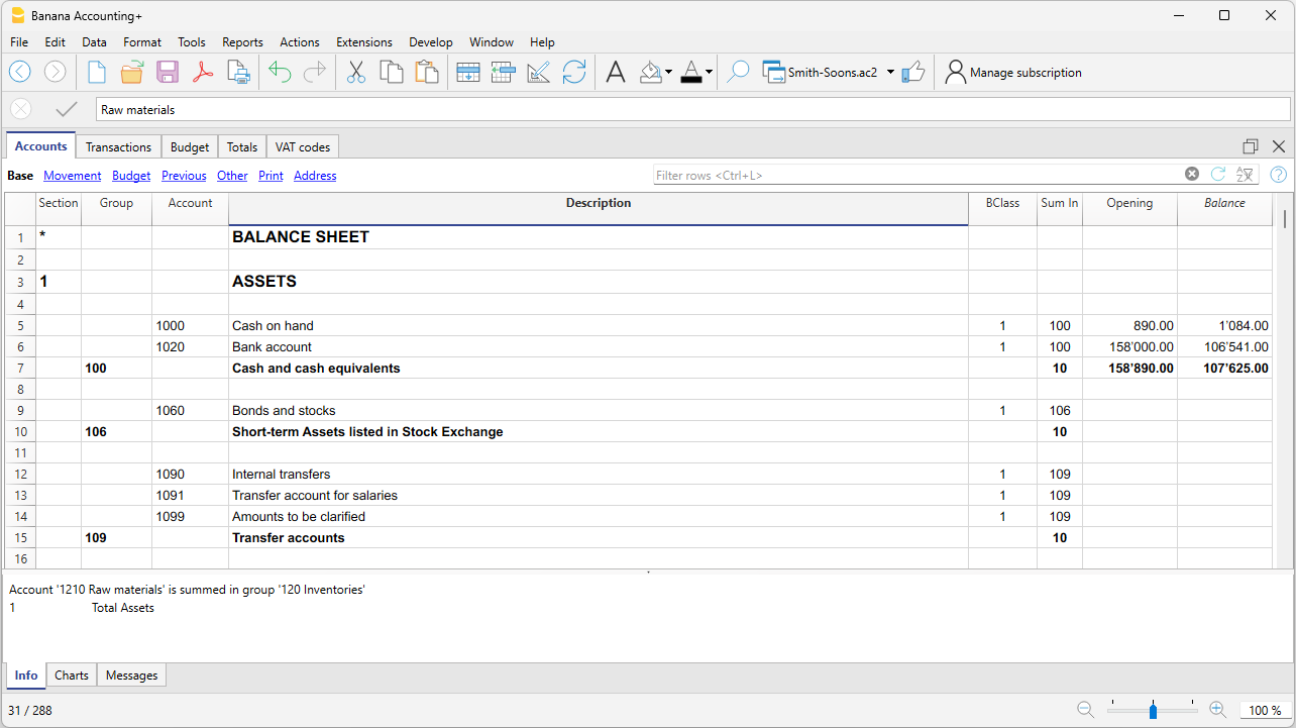 Banana Accounting+
File Edit Data Format Tools Reports Actions Extensions Develop Window Help
Smith-Soons.ac2 Manage subscription
Raw materials
Accounts Transactions Budget Totals VAT codes
Base Movement Budget Previous Other Print Address Filter rows <Ctrl+L>
Section Group Account Description BClass Sum In Opening Balance
1 * BALANCE SHEET
2
3 1 ASSETS
4
5 1000 Cash on hand 1 100 890.00 1'084.00
6 1020 Bank account 1 100 158'000.00 106'541.00
7 100 Cash and cash equivalents 10 158'890.00 107'625.00
8
9 1060 Bonds and stocks 1 106
10 106 Short-term Assets listed in Stock Exchange 10
11
12 1090 Internal transfers 1 109
13 1091 Transfer account for salaries 1 109
14 1099 Amounts to be clarified 1 109
15 109 Transfer accounts 10
16
Account '1210 Raw materials' is summed in group '120 Inventories'
1 Total Assets
Info Charts Messages
31 / 288 100 %